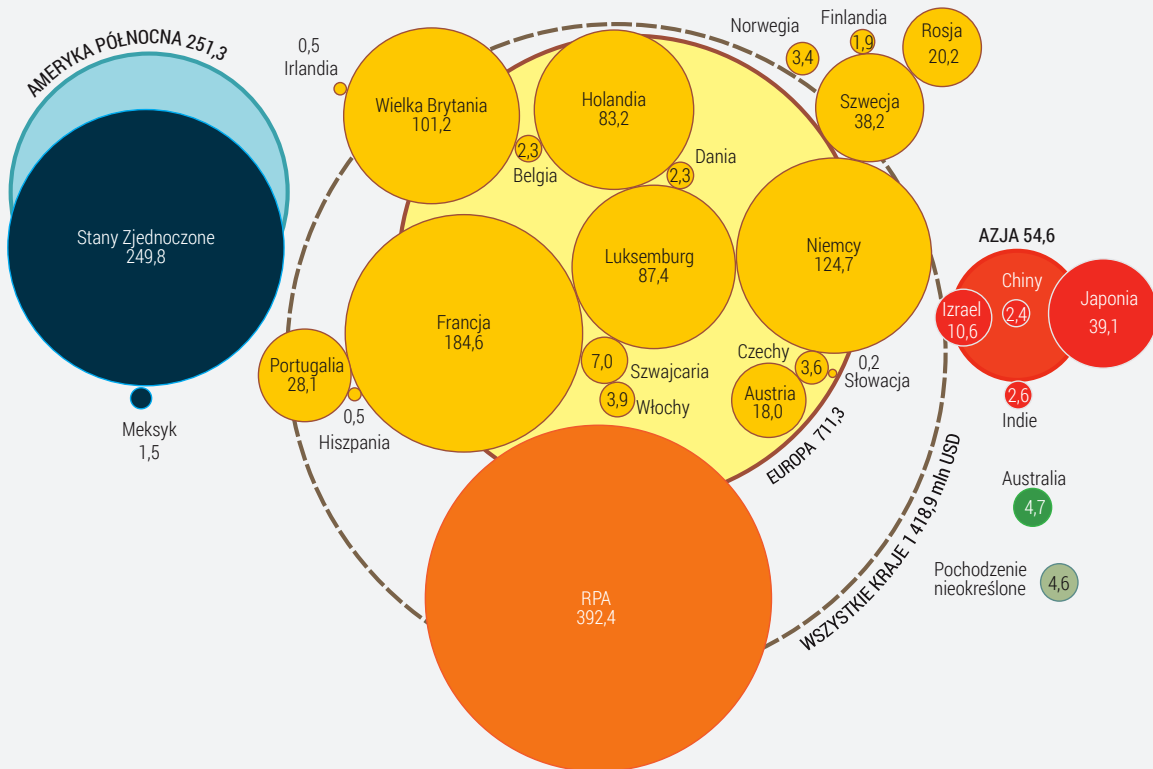 AMERYKA PÓŁNOCNA 251,3
Stany Zjednoczone
249,8
Meksyk
1,5
0,5
Irlandia
Wielka Brytania
101,2
2,3
Belgia
Holandia
83,2
Dania
2,3
Norwegia
3,4
Finlandia
1,9
Rosja
20,2
Szwecja
38,2
Luksemburg
87,4
Niemcy
124,7
Francja
184,6
Portugalia
28,1
0,5
Hiszpania
7,0
Szwajcaria
3,9
Włochy
Czechy
3,6
0,2
Słowacja
Austria
18,0
EUROPA 711,3
WSZYSTKIE KRAJE 1 418,9 mln USD
RPA
392,4
AZJA 54,6
Chiny
2,4
Izrael
10,6
Japonia
39,1
2,6
Indie
Australia
4,7
Pochodzenie
nieokreślone
4,6